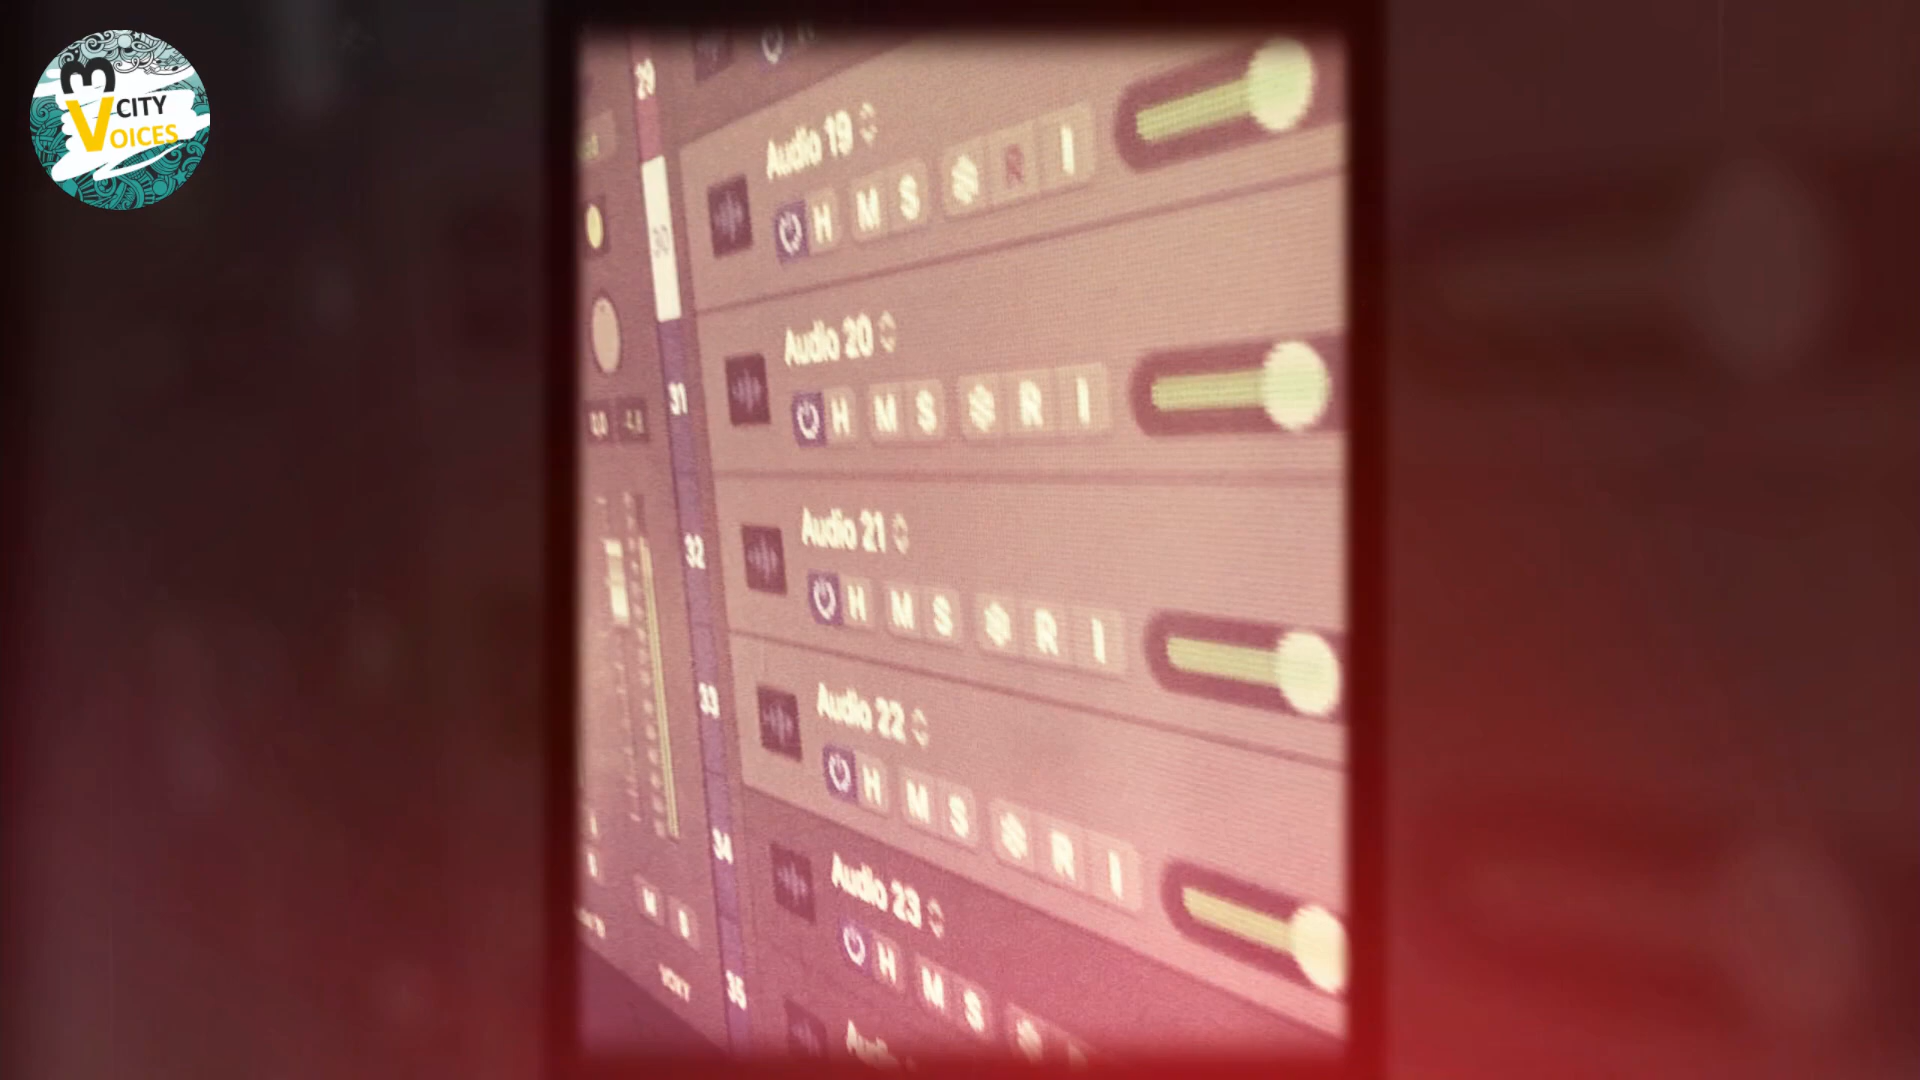 3
V CITY
VOICES
29
Audio 19
H M S R I
30
Audio 20
H M S R I
31
Audio 21
H M S R I
32
Audio 22
H M S R I
33
Audio 23
H M S
34
M S
35